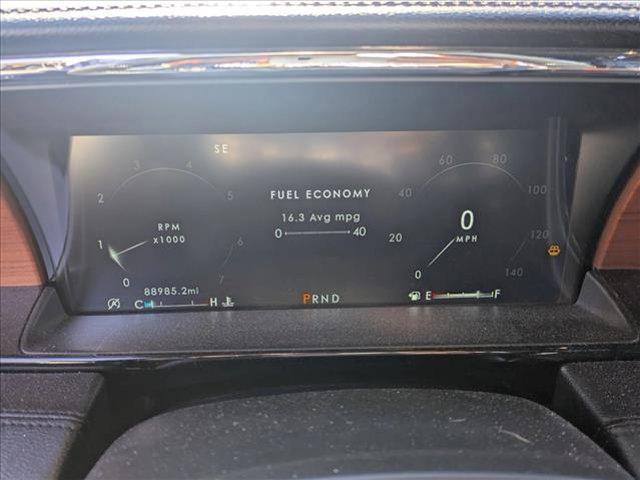 SE
3 4
2 5
1 6
0 7
RPM
x1000
88985.2mi
C H
FUEL ECONOMY
16.3 Avg mpg
0 40
PRND
60 80
40 100
20 120
0 140
0
MPH
E F